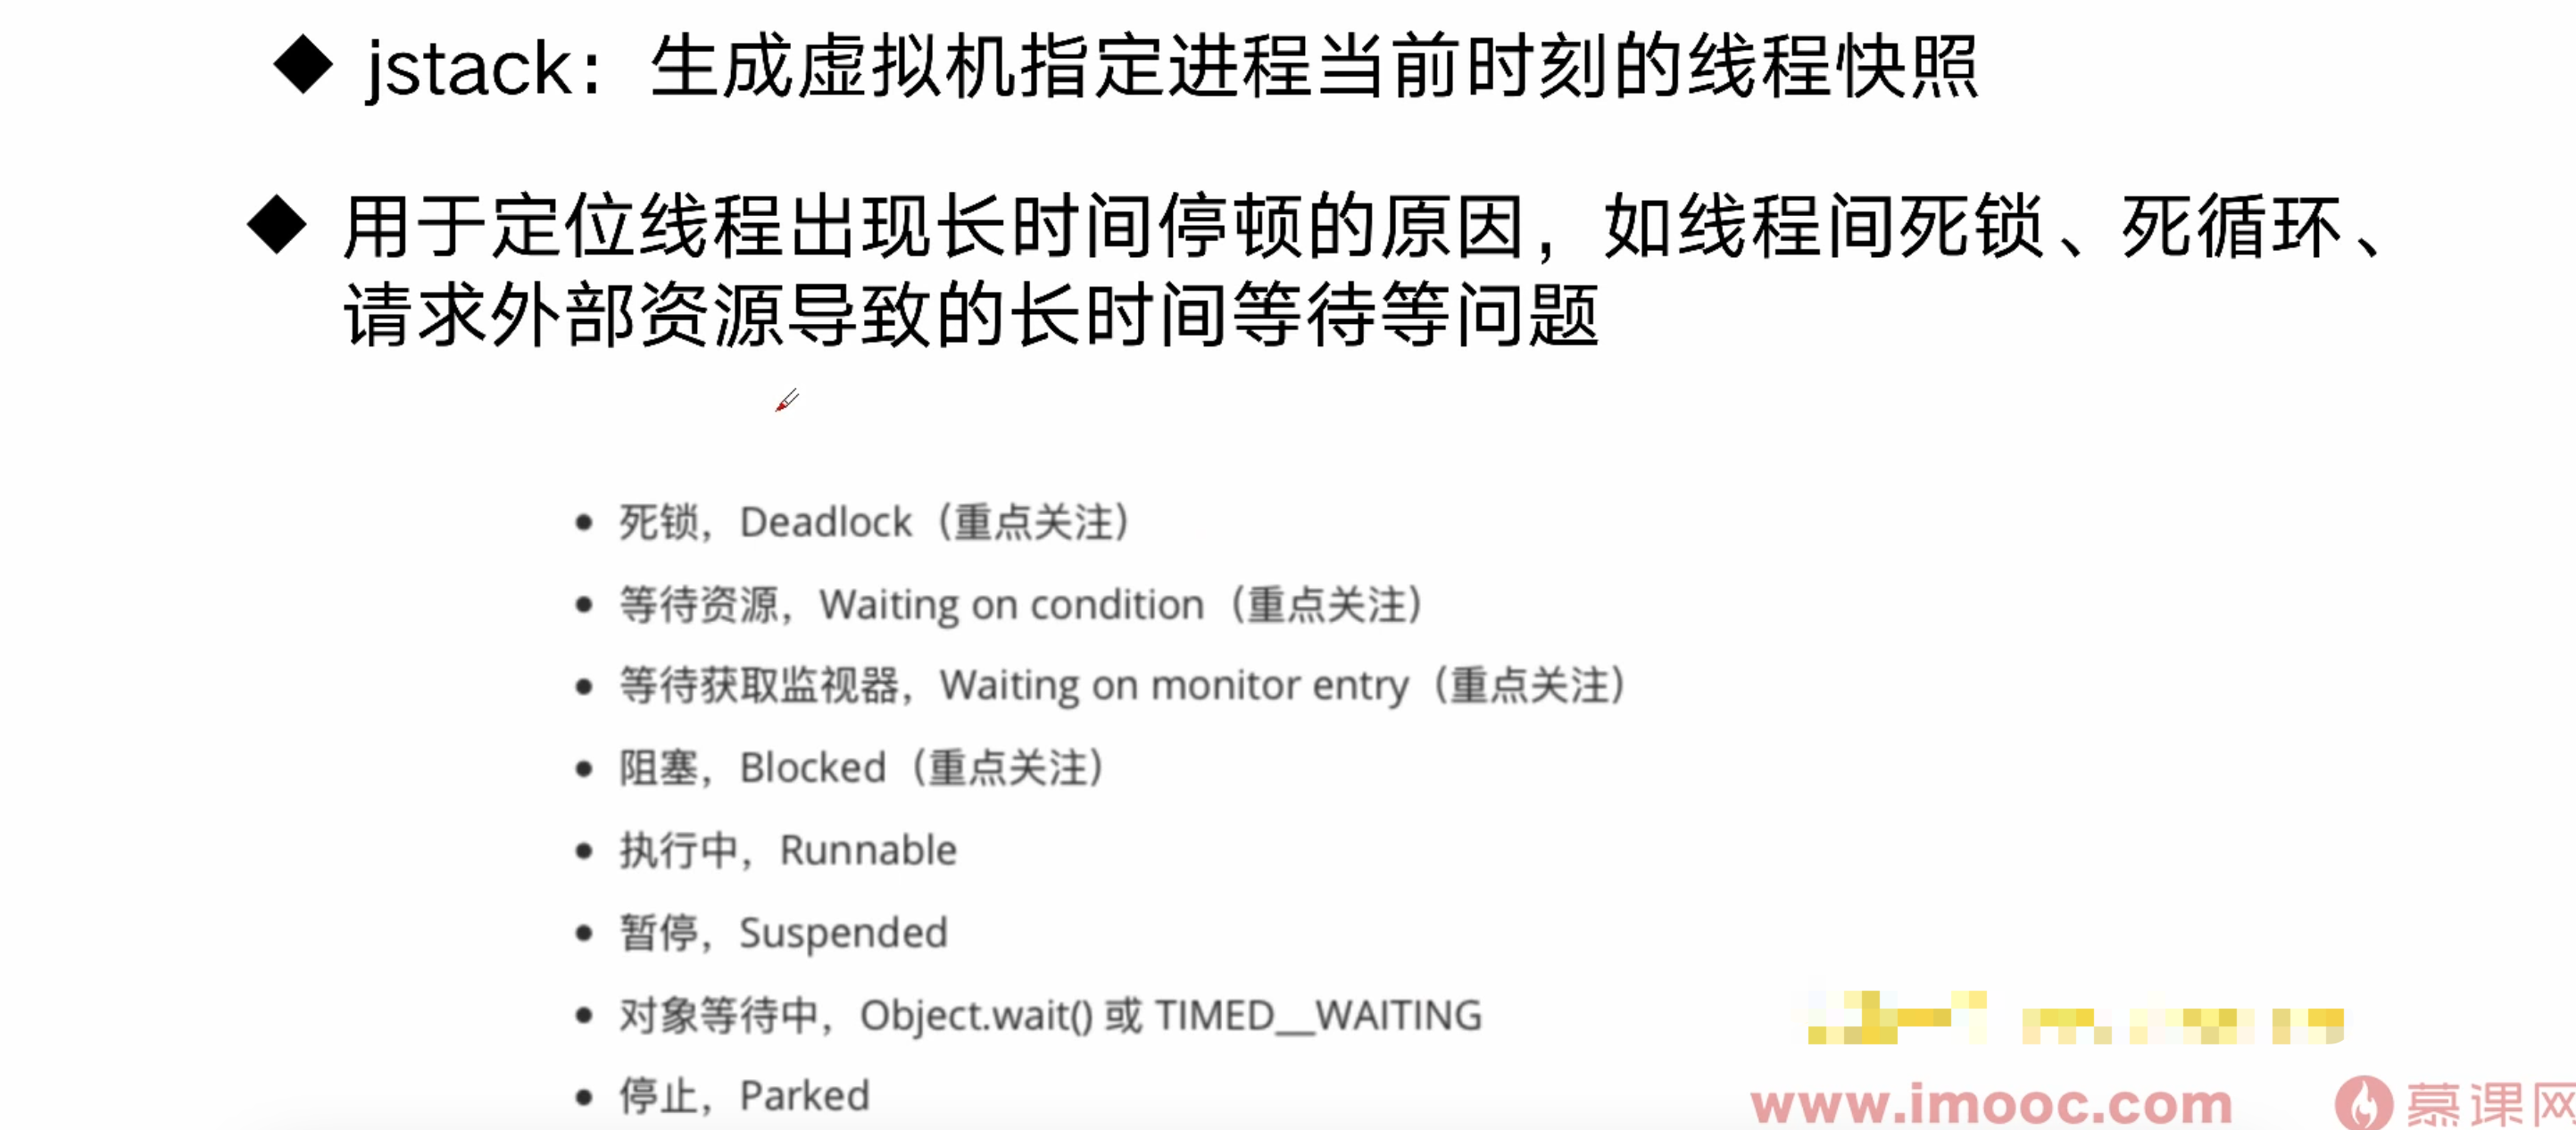 ◆ jstack：生成虚拟机指定进程当前时刻的线程快照
◆ 用于定位线程出现长时间停顿的原因，如线程间死锁、死循环、
请求外部资源导致的长时间等待等问题
• 死锁，Deadlock（重点关注）
• 等待资源，Waiting on condition（重点关注）
• 等待获取监视器，Waiting on monitor entry（重点关注）
• 阻塞，Blocked（重点关注）
• 执行中，Runnable
• 暂停，Suspended
• 对象等待中，Object.wait() 或 TIMED__WAITING
• 停止，Parked
www.imooc.com 慕课网